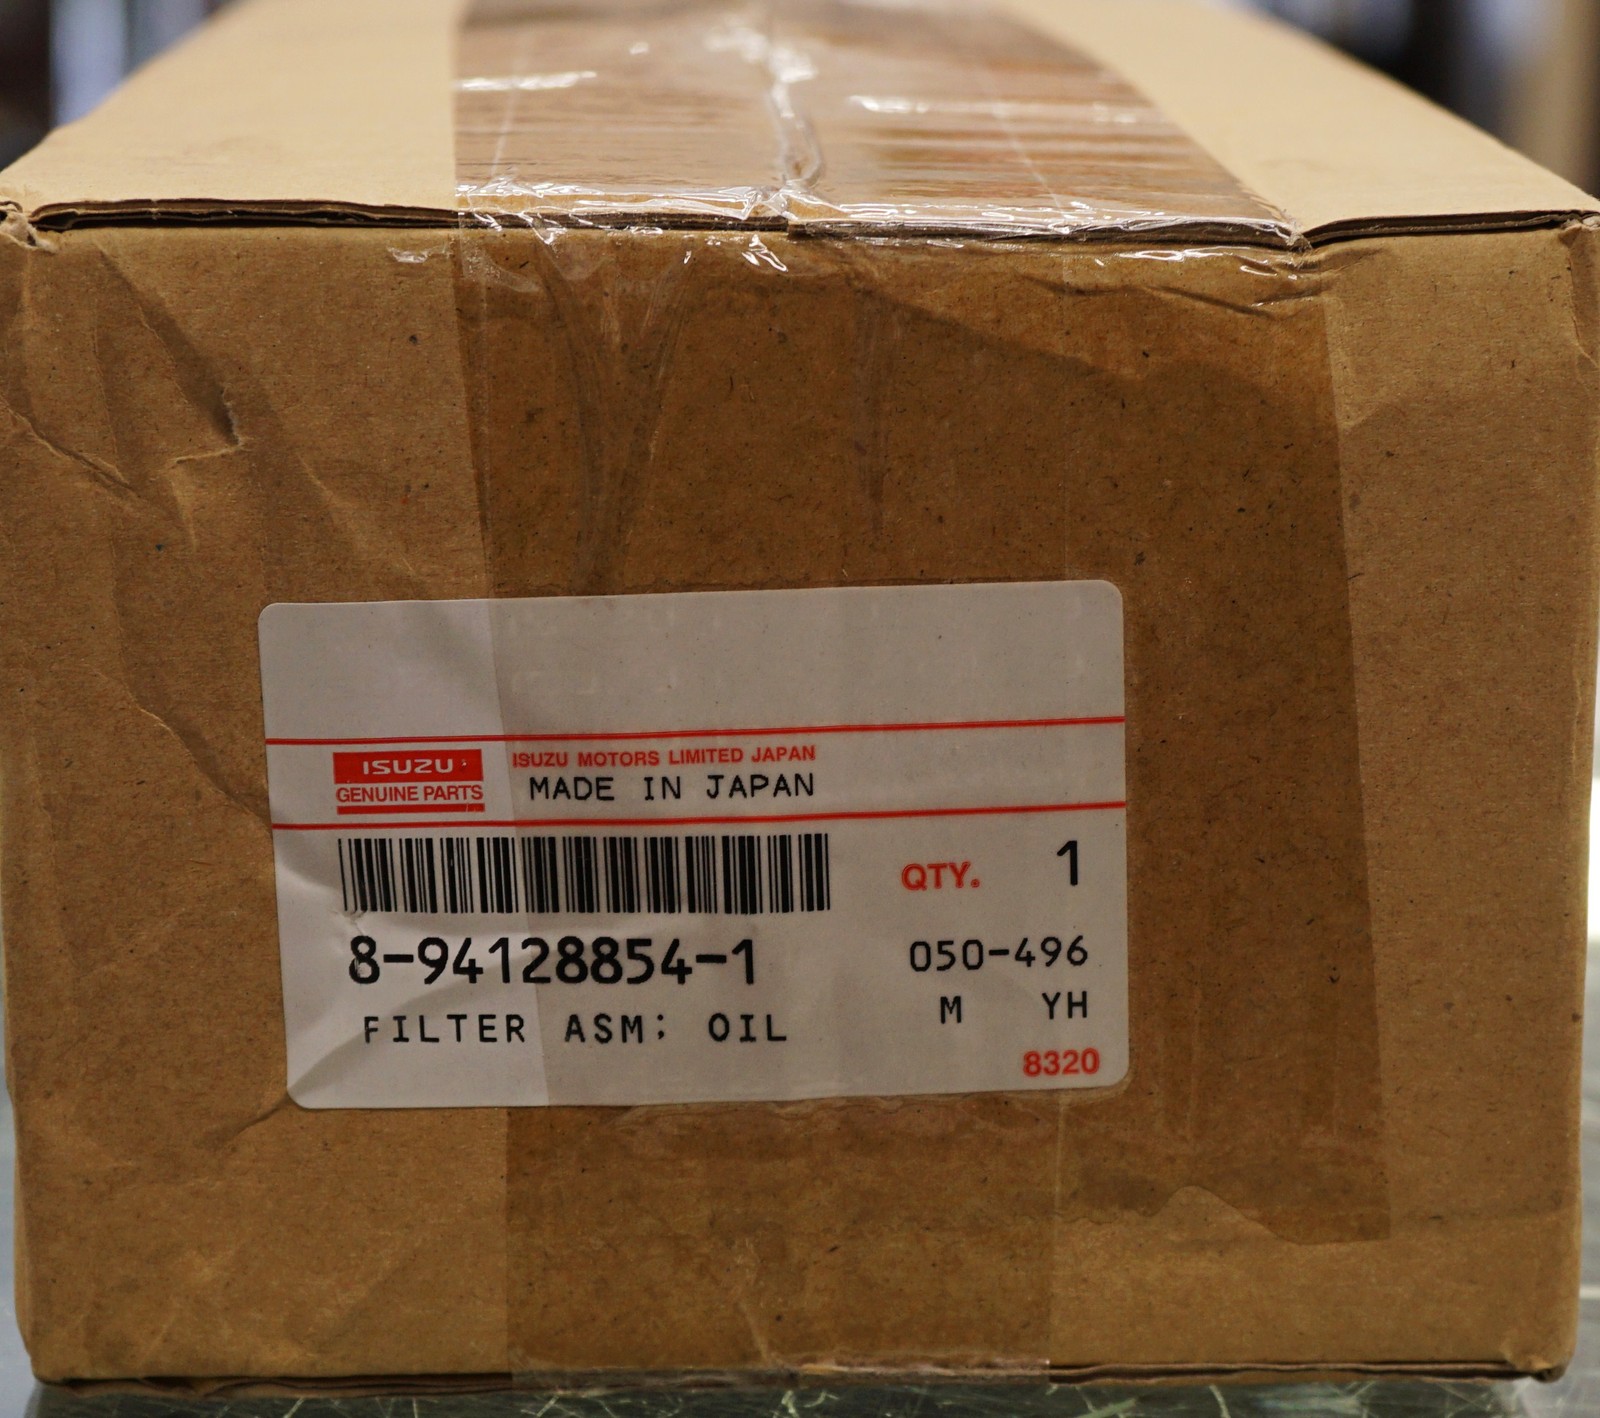 ISUZU
GENUINE PARTS
ISUZU MOTORS LIMITED JAPAN
MADE IN JAPAN
QTY. 1
8-94128854-1
050-496
FILTER ASM; OIL
M YH
8320